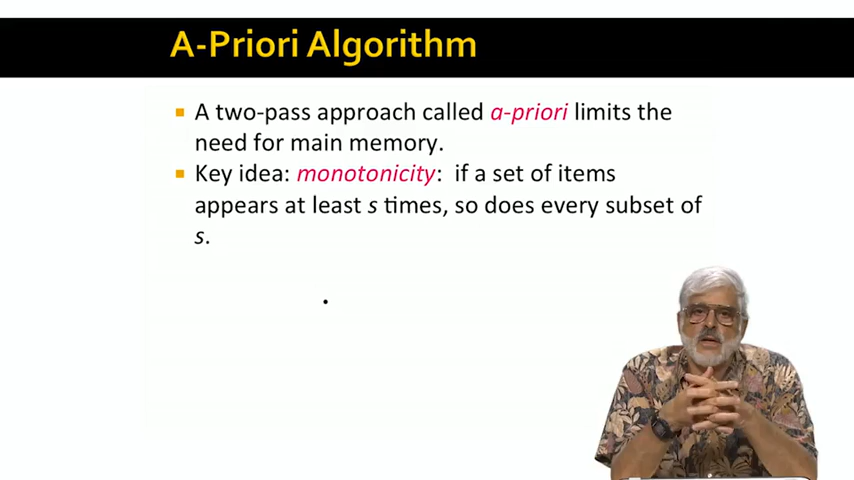 A-Priori Algorithm
A two-pass approach called a-priori limits the
need for main memory.
Key idea: monotonicity: if a set of items
appears at least s times, so does every subset of
s.